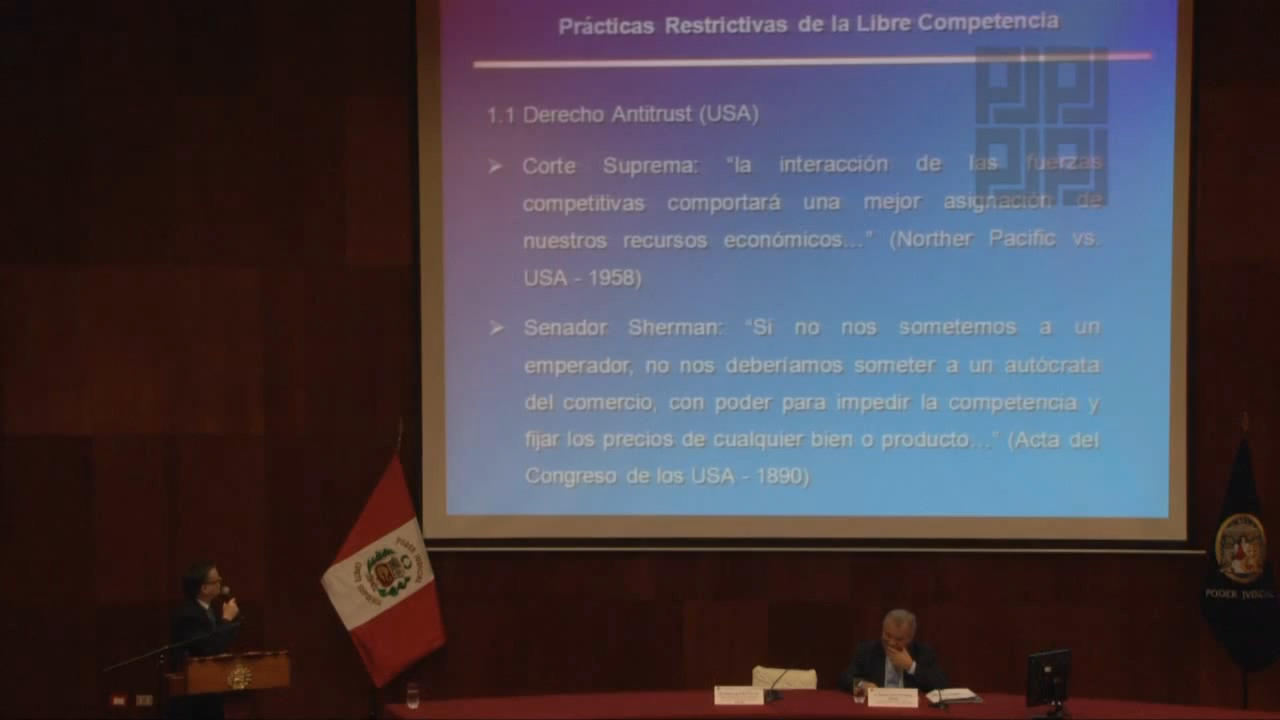 Prácticas Restrictivas de la Libre Competencia
1.1 Derecho Antitrust (USA)
➢ Corte Suprema: “la interacción de las fuerzas
competitivas comportará una mejor asignación de
nuestros recursos económicos...” (Norther Pacific vs.
USA - 1958)
➢ Senador Sherman: “Si no nos sometemos a un
emperador, no nos deberíamos someter a un autócrata
del comercio, con poder para impedir la competencia y
fijar los precios de cualquier bien o producto...” (Acta del
Congreso de los USA - 1890)
PODER JUDICIAL
PODER